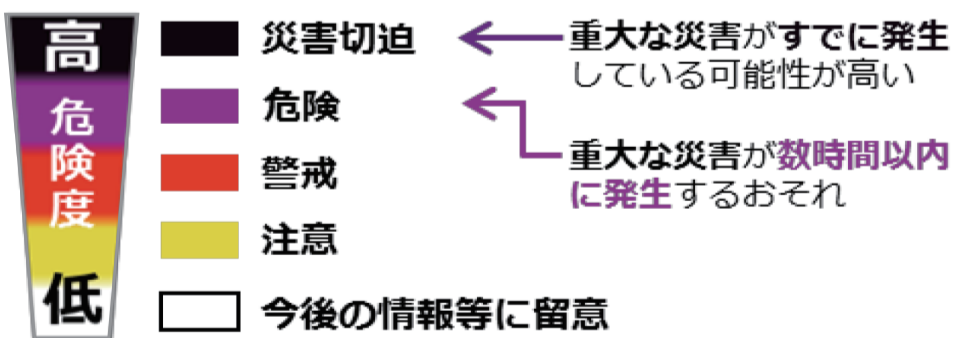 高
危険度
低
災害切迫
危険
警戒
注意
今後の情報等に留意
重大な災害がすでに発生
している可能性が高い
重大な災害が数時間以内
に発生するおそれ